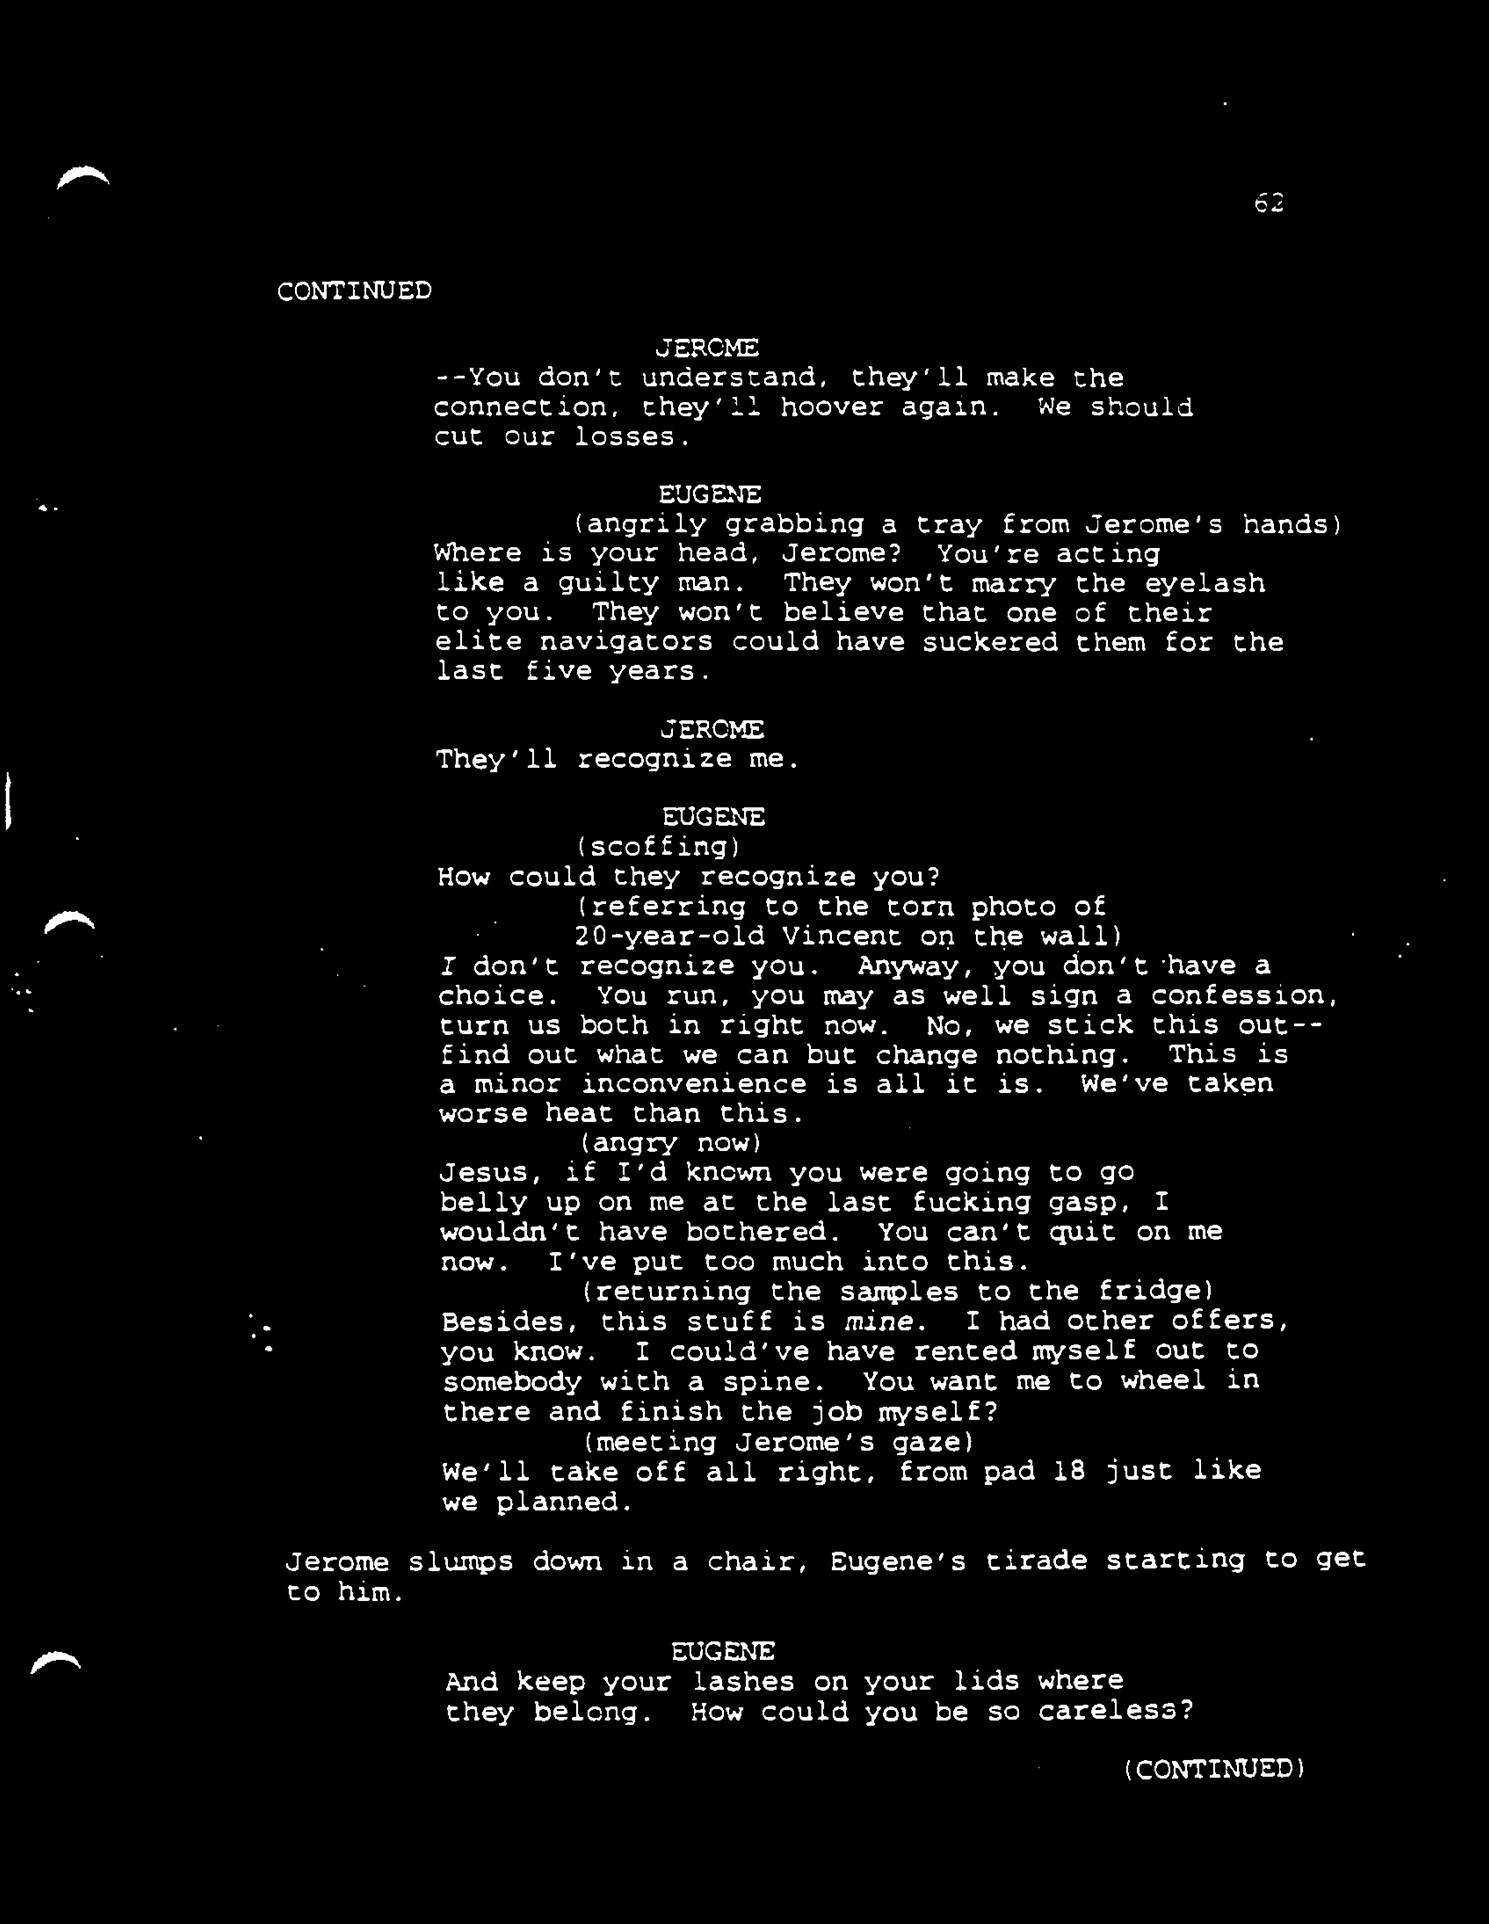 62
CONTINUED
JEROME
--You don't understand, they'll make the
connection, they'll hoover again. We should
cut our losses.
EUGENE
(angrily grabbing a tray from Jerome's hands)
Where is your head, Jerome? You're acting
like a guilty man. They won't marry the eyelash
to you. They won't believe that one of their
elite navigators could have suckered them for the
last five years.
JEROME
They'll recognize me.
EUGENE
(scoffing)
How could they recognize you?
(referring to the torn photo of
20-year-old Vincent on the wall)
I don't recognize you. Anyway, you don't have a
choice. You run, you may as well sign a confession,
turn us both in right now. No, we stick this out--
find out what we can but change nothing. This is
a minor inconvenience is all it is. We've taken
worse heat than this.
(angry now)
Jesus, if I'd known you were going to go
belly up on me at the last fucking gasp, I
wouldn't have bothered. You can't quit on me
now. I've put too much into this.
(returning the samples to the fridge)
Besides, this stuff is mine. I had other offers,
you know. I could've have rented myself out to
somebody with a spine. You want me to wheel in
there and finish the job myself?
(meeting Jerome's gaze)
We'll take off all right, from pad 18 just like
we planned.
Jerome slumps down in a chair, Eugene's tirade starting to get
to him.
EUGENE
And keep your lashes on your lids where
they belong. How could you be so careless?
(CONTINUED)